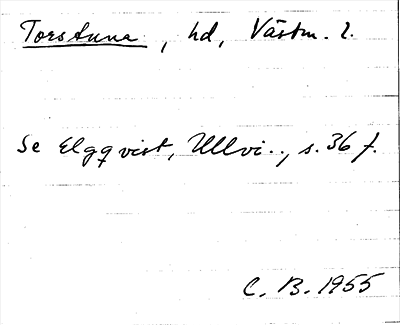 Torstuna, hd, Västm. l.
Se Elgqvist, Ullvi.., s. 36 f.
C. B. 1955